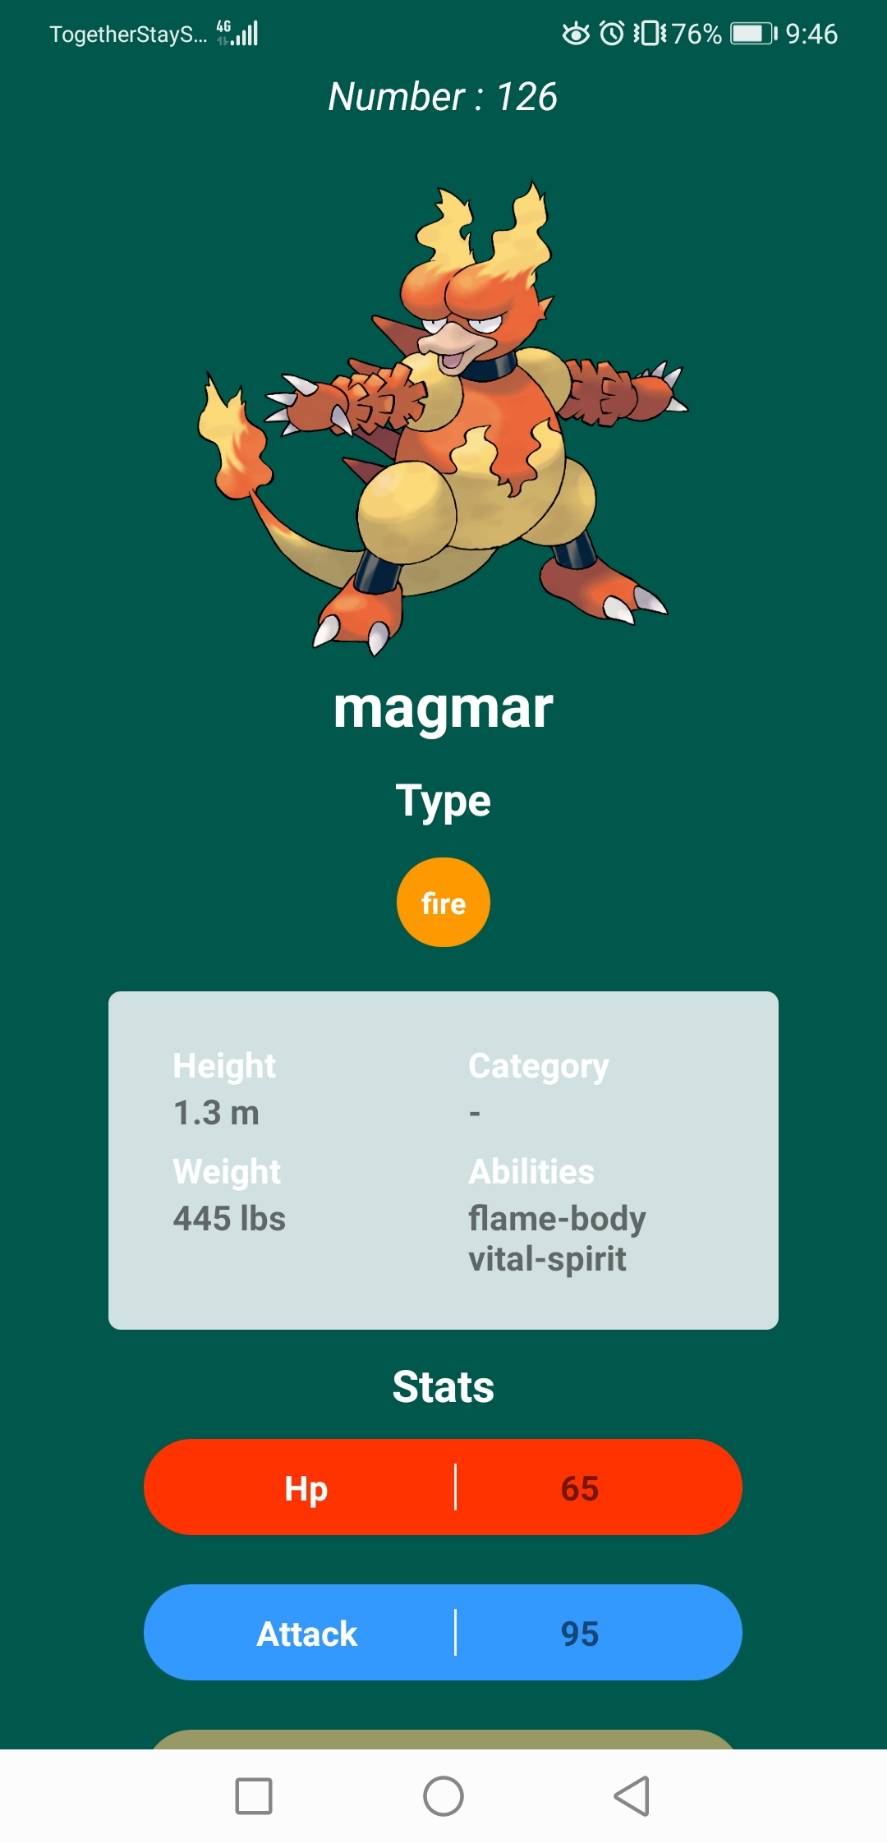 TogetherStayS... 4G 76% 9:46
Number : 126
magmar
Type
fire
Height Category
1.3 m -
Weight Abilities
445 lbs flame-body
vital-spirit
Stats
Hp 65
Attack 95